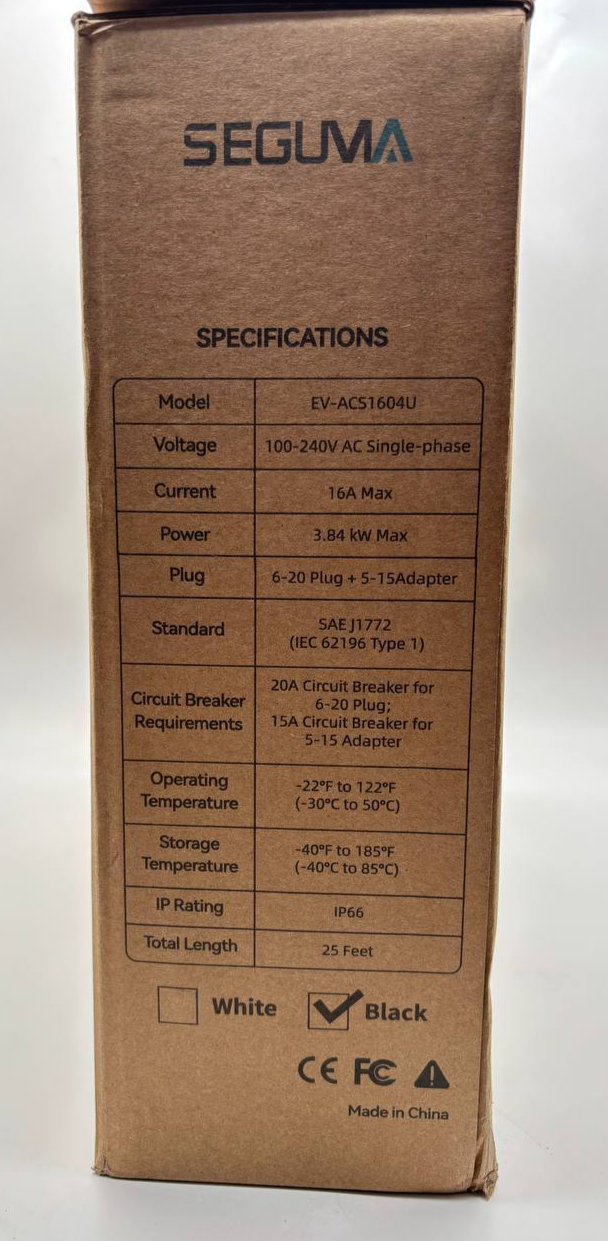 SEGUMA
SPECIFICATIONS
Model EV-ACS1604U
Voltage 100-240V AC Single-phase
Current 16A Max
Power 3.84 kW Max
Plug 6-20 Plug + 5-15Adapter
Standard SAE J1772
(IEC 62196 Type 1)
Circuit Breaker Requirements 20A Circuit Breaker for
6-20 Plug;
15A Circuit Breaker for
5-15 Adapter
Operating Temperature -22°F to 122°F
(-30°C to 50°C)
Storage Temperature -40°F to 185°F
(-40°C to 85°C)
IP Rating IP66
Total Length 25 Feet
White Black
CE FC
Made in China